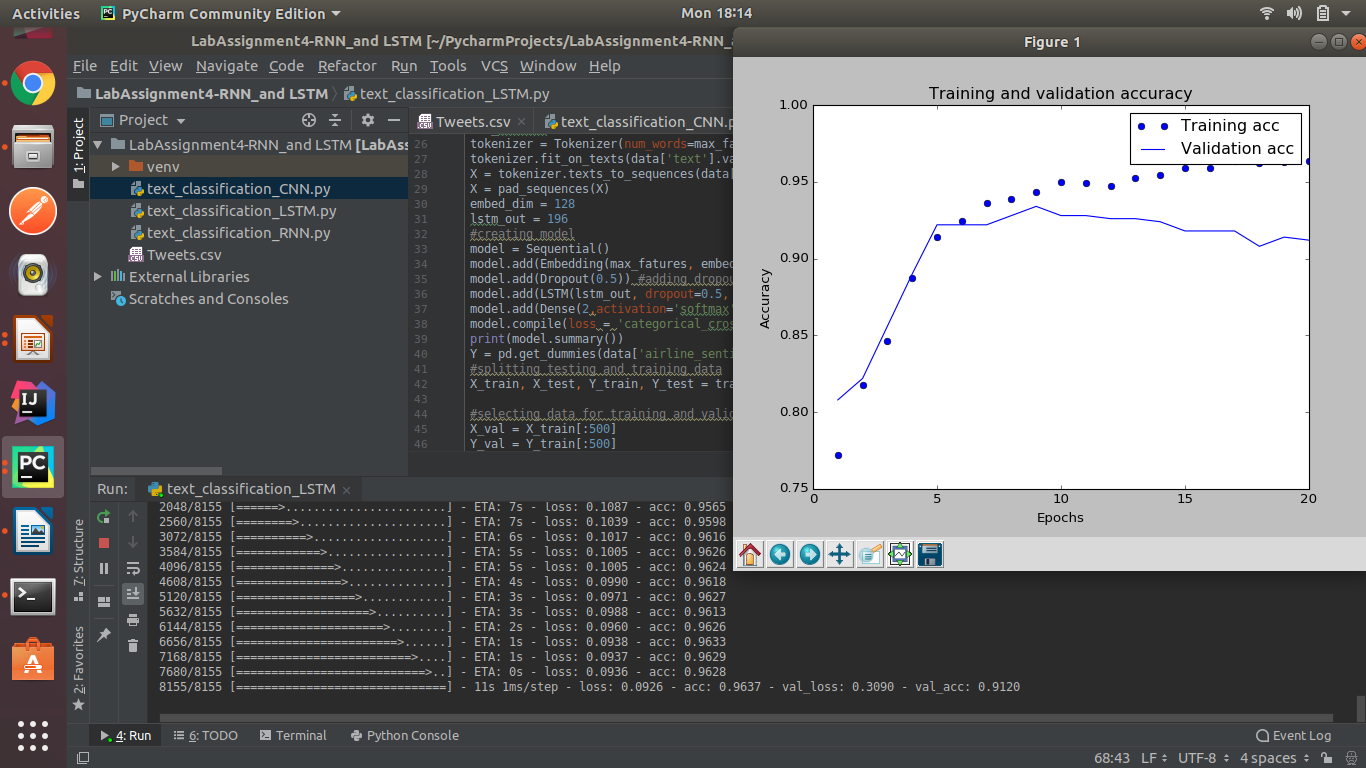 Activities PyCharm Community Edition Mon 18:14
LabAssignment4-RNN_and LSTM [~/PycharmProjects/LabAssignment4-RNN_a
File Edit View Navigate Code Refactor Run Tools VCS Window Help
LabAssignment4-RNN_and LSTM text_classification_LSTM.py
1: Project
Project
LabAssignment4-RNN_and LSTM [LabAss
venv
text_classification_CNN.py
text_classification_LSTM.py
text_classification_RNN.py
Tweets.csv
External Libraries
Scratches and Consoles
Tweets.csv text_classification_CNN.p
26 tokenizer = Tokenizer(num_words=max_fa
27 tokenizer.fit_on_texts(data['text'].va
28 X = tokenizer.texts_to_sequences(data[
29 X = pad_sequences(X)
30 embed_dim = 128
31 lstm_out = 196
32 #creating model
33 model = Sequential()
34 model.add(Embedding(max_fatures, embed
35 model.add(Dropout(0.5)) #adding dropou
36 model.add(LSTM(lstm_out, dropout=0.5,
37 model.add(Dense(2,activation='softmax'
38 model.compile(loss = 'categorical_cros
39 print(model.summary())
40 Y = pd.get_dummies(data['airline_senti
41 #splitting testing and training data
42 X_train, X_test, Y_train, Y_test = tra
43
44 #selecting data for training and valid
45 X_val = X_train[:500]
46 Y_val = Y_train[:500]
Figure 1
Training and validation accuracy
Training acc
Validation acc
1.00
0.95
0.90
0.85
0.80
0.75
Accuracy
0 5 10 15 20
Epochs
Run: text_classification_LSTM
2048/8155 [======>.......................] - ETA: 7s - loss: 0.1087 - acc: 0.9565
2560/8155 [========>.....................] - ETA: 7s - loss: 0.1039 - acc: 0.9598
3072/8155 [==========>...................] - ETA: 6s - loss: 0.1017 - acc: 0.9616
3584/8155 [============>.................] - ETA: 5s - loss: 0.1005 - acc: 0.9626
4096/8155 [==============>...............] - ETA: 5s - loss: 0.1005 - acc: 0.9624
4608/8155 [===============>..............] - ETA: 4s - loss: 0.0990 - acc: 0.9618
5120/8155 [=================>............] - ETA: 3s - loss: 0.0971 - acc: 0.9627
5632/8155 [===================>..........] - ETA: 3s - loss: 0.0988 - acc: 0.9613
6144/8155 [=====================>........] - ETA: 2s - loss: 0.0960 - acc: 0.9626
6656/8155 [=======================>......] - ETA: 1s - loss: 0.0938 - acc: 0.9633
7168/8155 [=========================>....] - ETA: 1s - loss: 0.0937 - acc: 0.9629
7680/8155 [===========================>..] - ETA: 0s - loss: 0.0936 - acc: 0.9628
8155/8155 [==============================] - 11s 1ms/step - loss: 0.0926 - acc: 0.9637 - val_loss: 0.3090 - val_acc: 0.9120
7: Structure
2: Favorites
4: Run 6: TODO Terminal Python Console Event Log
68:43 LF UTF-8 4 spaces